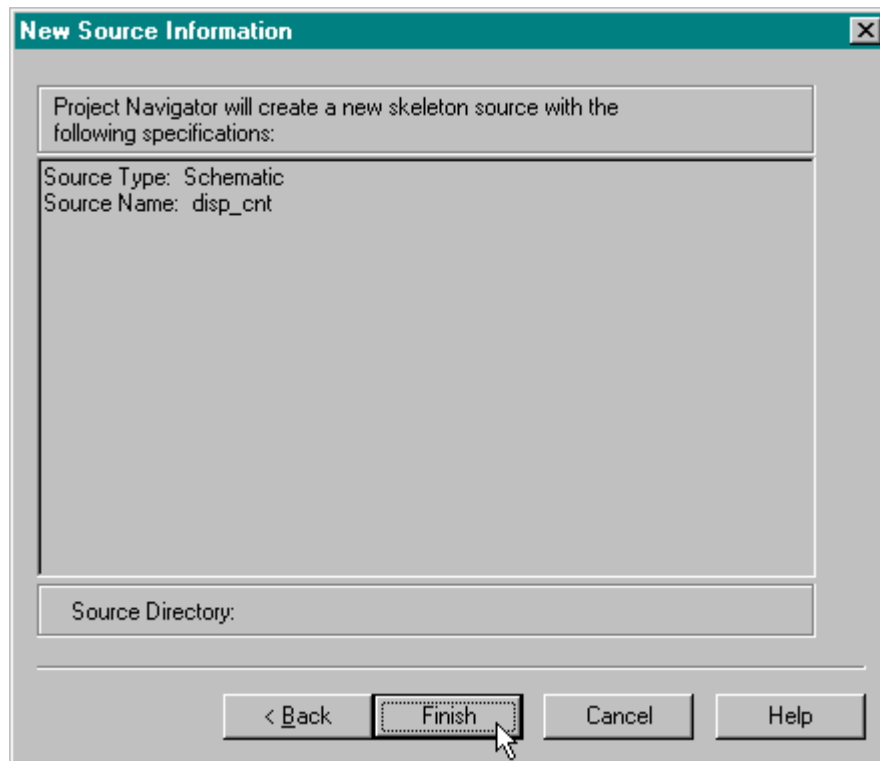 New Source Information
Project Navigator will create a new skeleton source with the
following specifications:
Source Type: Schematic
Source Name: disp_cnt
Source Directory:
< Back Finish Cancel Help